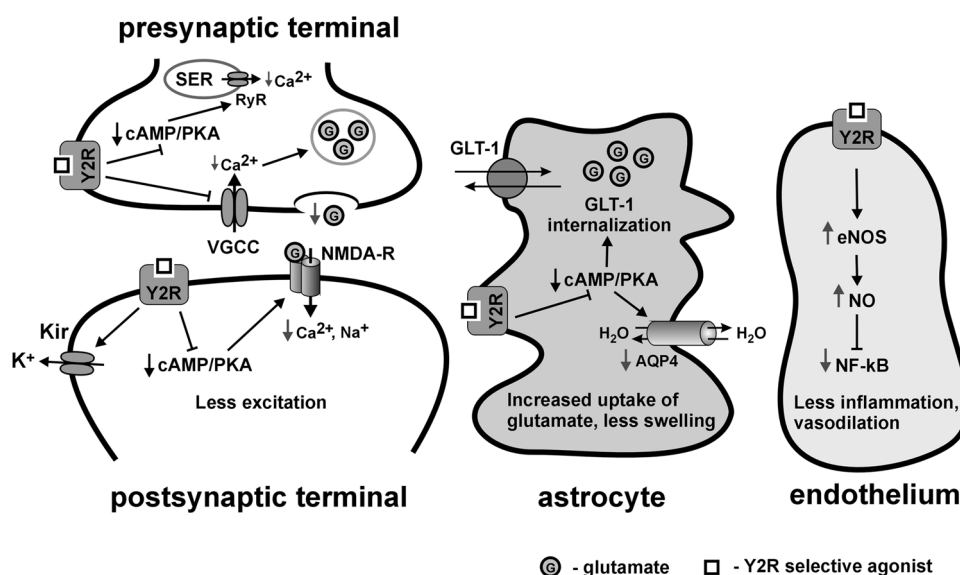 presynaptic terminal
SER
↓Ca2+
RyR
↓cAMP/PKA
Y2R
↓Ca2+
G
G
G
↓ G
VGCC
G
NMDA-R
Y2R
Kir
K+
↓cAMP/PKA
↓Ca2+, Na+
Less excitation
postsynaptic terminal
GLT-1
G
G
G
G
GLT-1
internalization
↓cAMP/PKA
Y2R
H2O
H2O
↓ AQP4
Increased uptake of
glutamate, less swelling
astrocyte
Y2R
↑ eNOS
↑ NO
↓ NF-kB
Less inflammation,
vasodilation
endothelium
G - glutamate
- Y2R selective agonist